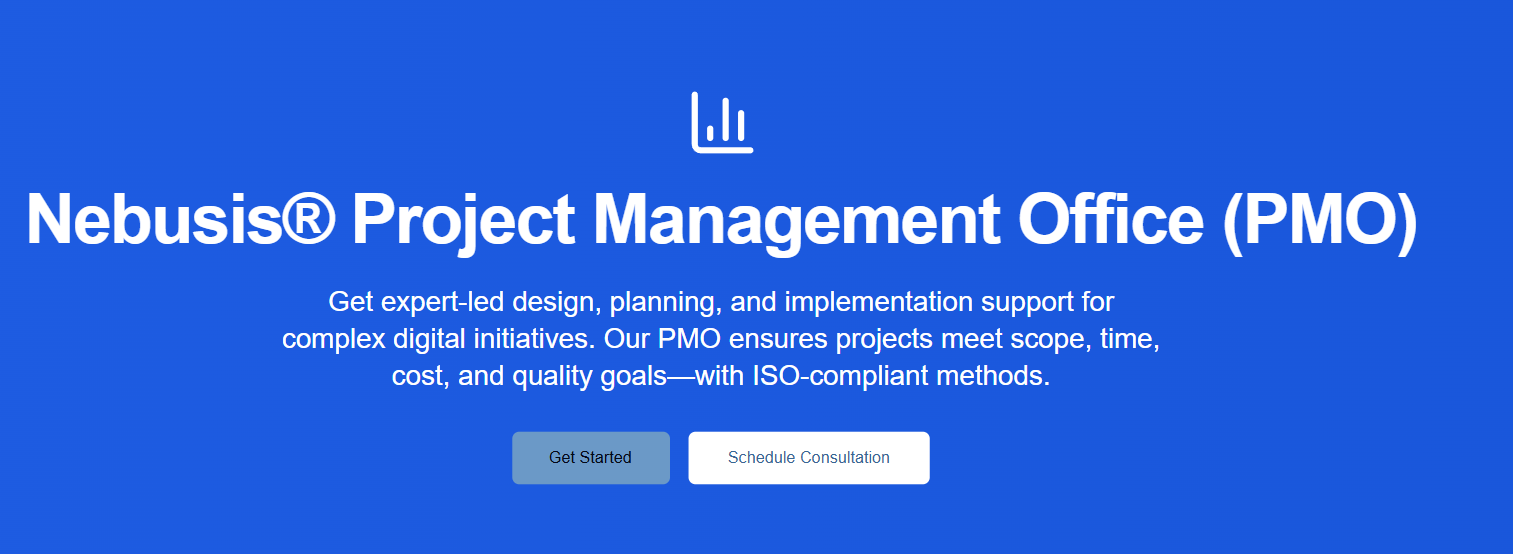 Nebusis® Project Management Office (PMO)
Get expert-led design, planning, and implementation support for
complex digital initiatives. Our PMO ensures projects meet scope, time,
cost, and quality goals—with ISO-compliant methods.
Get Started
Schedule Consultation